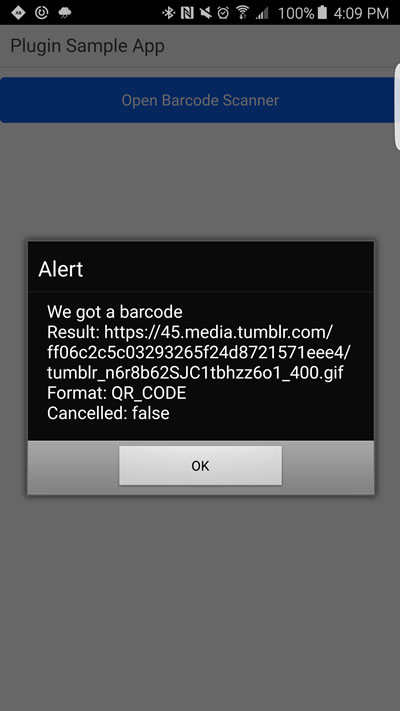 100% 4:09 PM
Plugin Sample App
Open Barcode Scanner
Alert
We got a barcode
Result: https://45.media.tumblr.com/
ff06c2c5c03293265f24d8721571eee4/
tumblr_n6r8b62SJC1tbhzz6o1_400.gif
Format: QR_CODE
Cancelled: false
OK